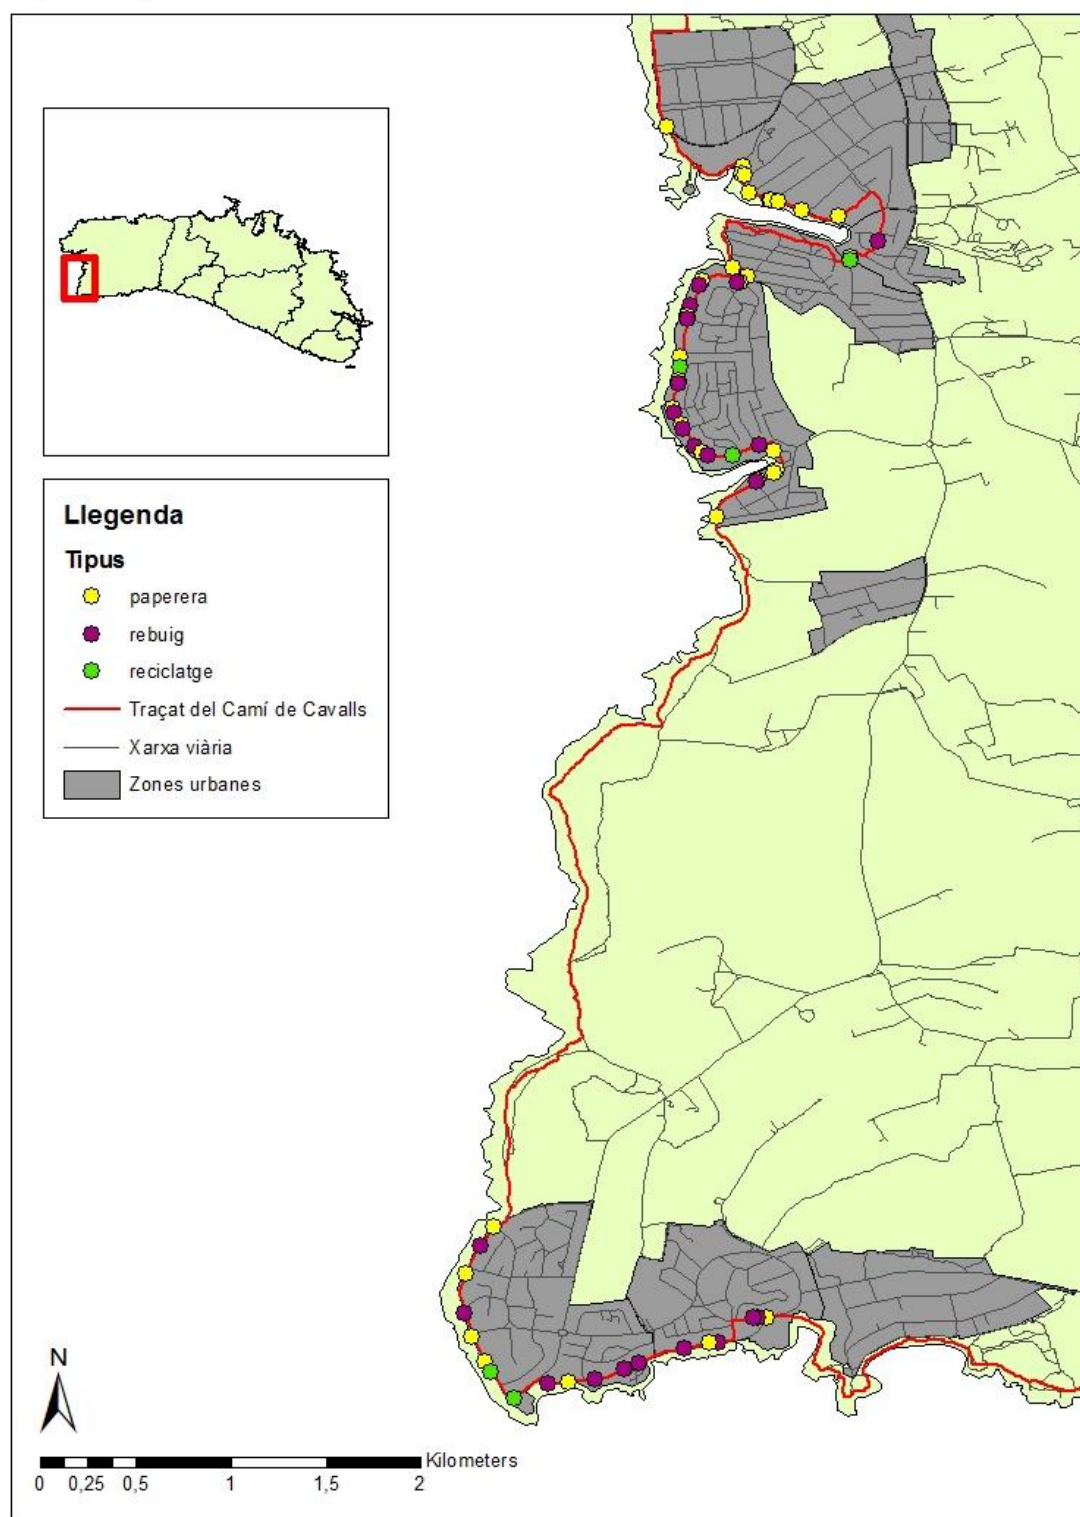 Llegenda
Tipus
paperera
rebuig
reciclatge
Traçat del Camí de Cavalls
Xarxa viària
Zones urbanes
N
Kilometers
0 0,25 0,5 1 1,5 2